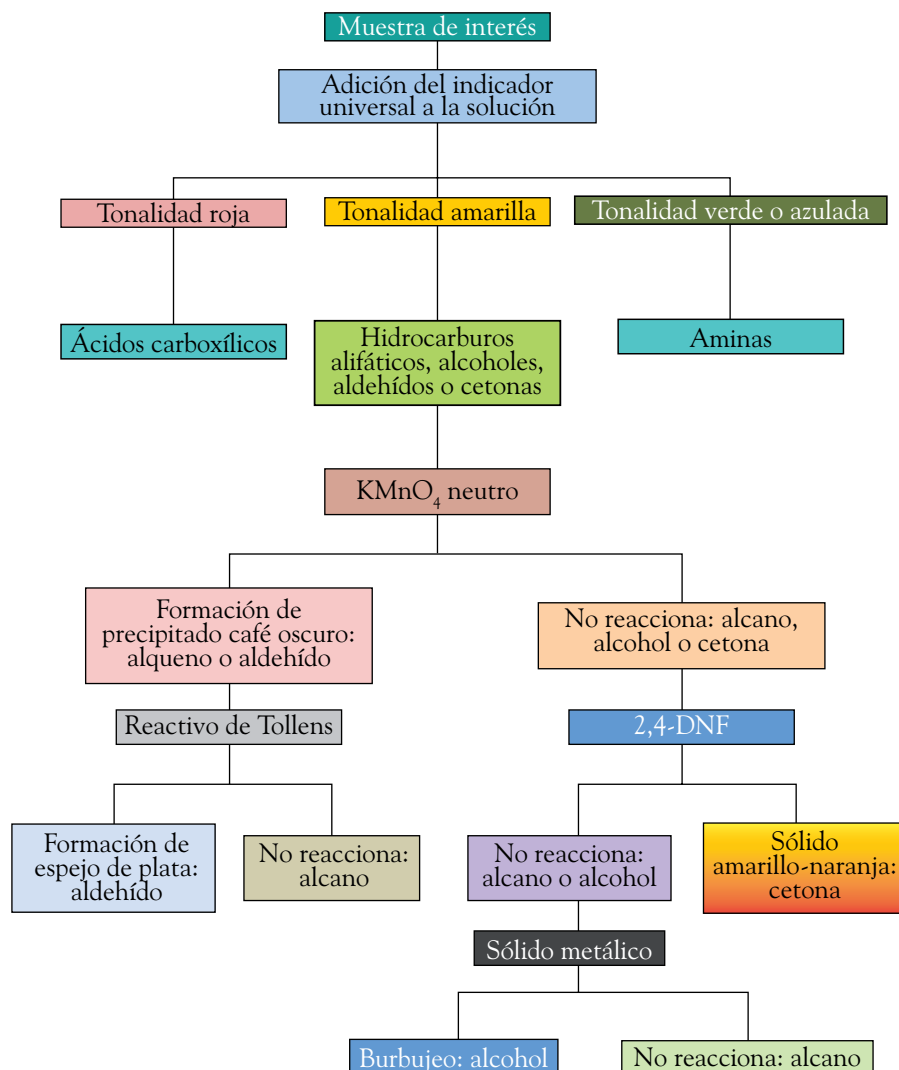 Muestra de interés
Adición del indicador
universal a la solución
Tonalidad roja
Tonalidad amarilla
Tonalidad verde o azulada
Ácidos carboxílicos
Hidrocarburos
alifáticos, alcoholes,
aldehídos o cetonas
Aminas
KMnO₄ neutro
Formación de
precipitado café oscuro:
alqueno o aldehído
No reacciona: alcano,
alcohol o cetona
Reactivo de Tollens
2,4-DNF
Formación de
espejo de plata:
aldehído
No reacciona:
alcano
No reacciona:
alcano o alcohol
Sólido
amarillo-naranja:
cetona
Sólido metálico
Burbujeo: alcohol
No reacciona: alcano